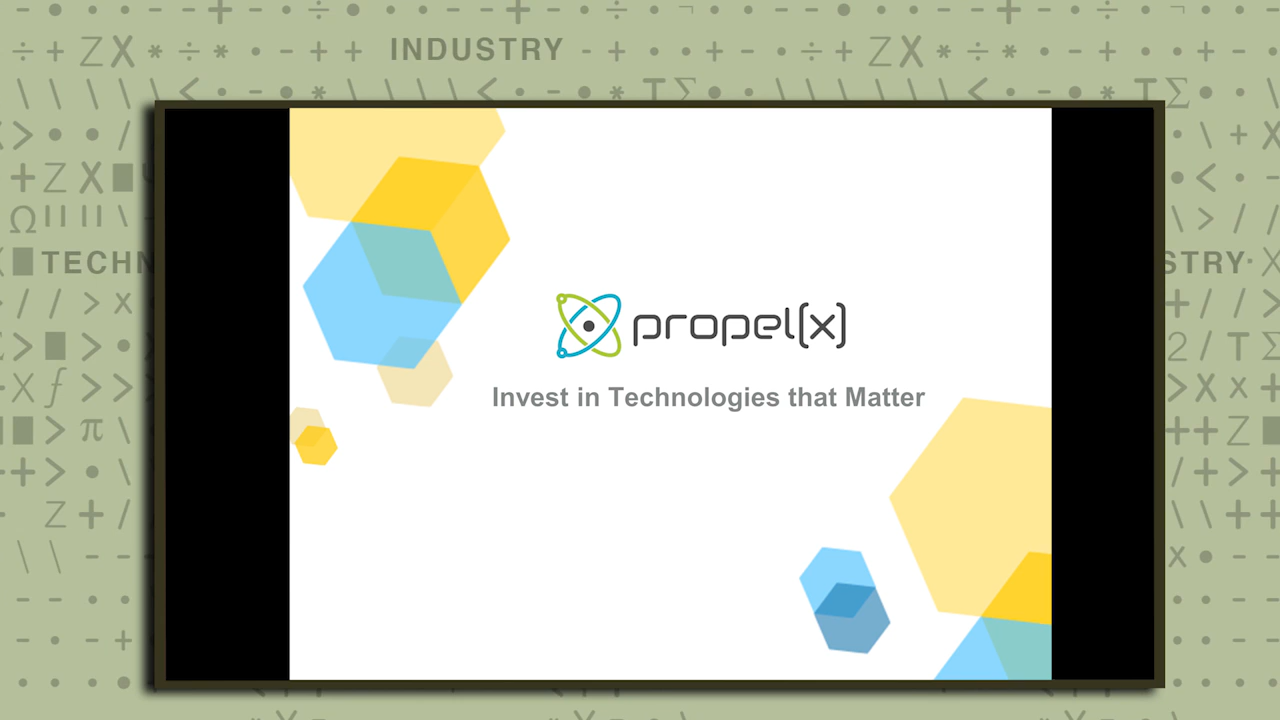 INDUSTRY
TECHN
STRY
propel(x)
Invest in Technologies that Matter